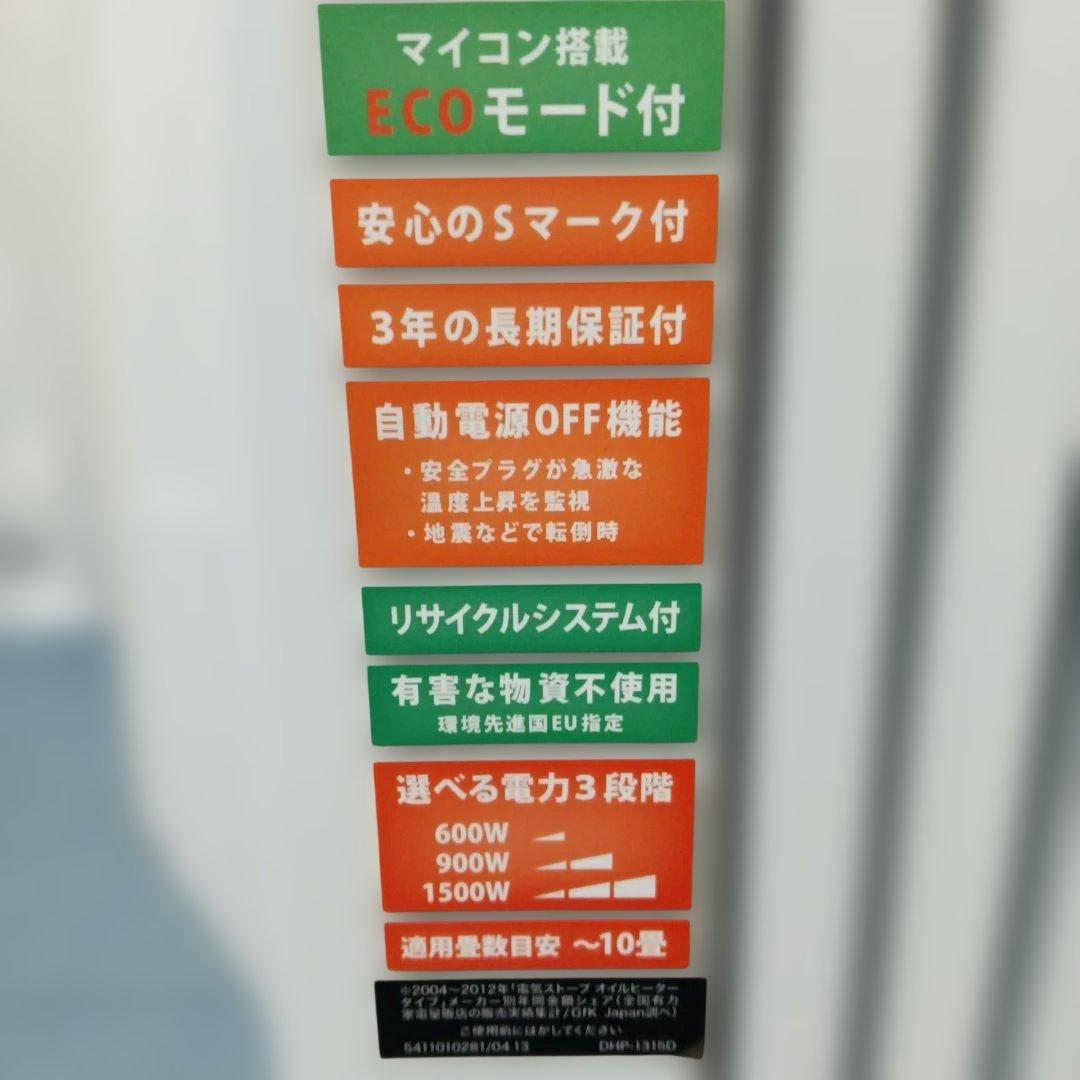 マイコン搭載
ECOモード付
安心のSマーク付
3年の長期保証付
自動電源OFF機能
・安全プラグが急激な
温度上昇を監視
・地震などで転倒時
リサイクルシステム付
有害な物資不使用
環境先進国EU指定
選べる電力3段階
600W
900W
1500W
適用畳数目安 〜10畳
※2004〜2012年「電気ストーブ オイルヒーター
タイプ」メーカー別年間金額シェア(全国有力
家電量販店の販売実績集計/GfK Japan調べ)
ご使用前にはかしてください
5411010281/04.13 DHP-1315D